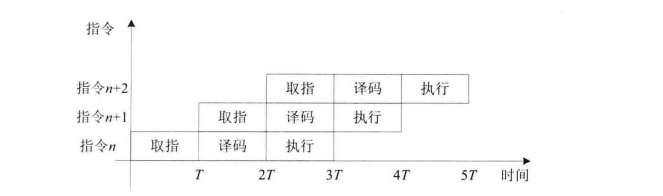 指令
指令n+2 取指 译码 执行
指令n+1 取指 译码 执行
指令n 取指 译码 执行
T 2T 3T 4T 5T 时间